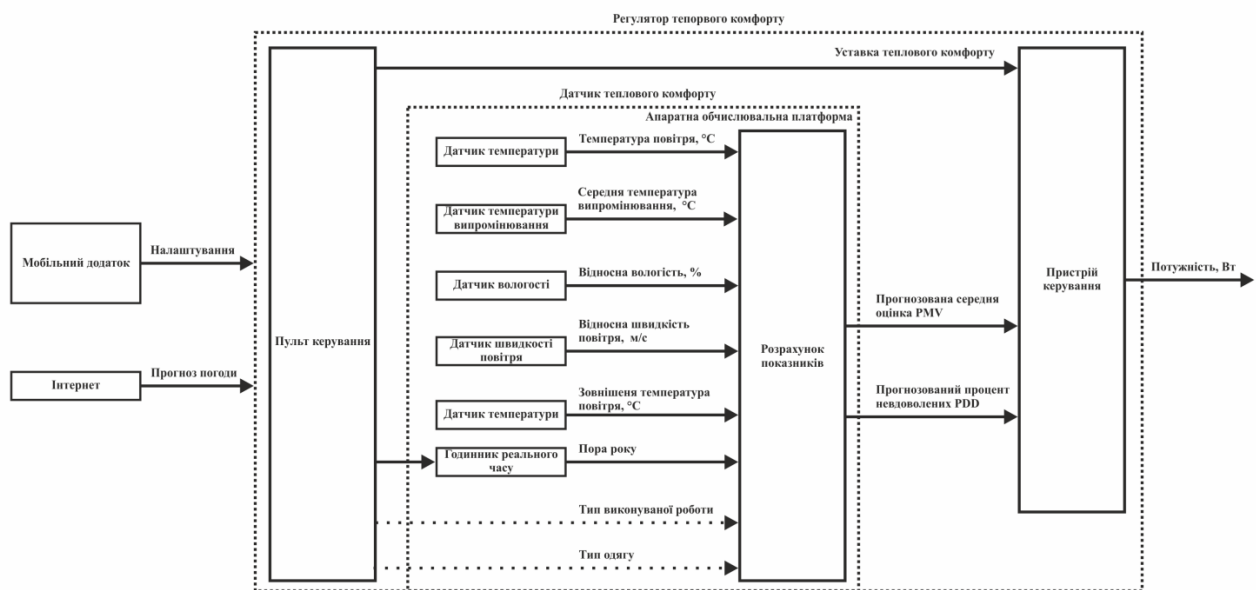 Регулятор тепорвого комфорту
Уставка теплового комфорту
Датчик теплового комфорту
Апаратна обчислювальна платформа
Датчик температури
Температура повітря, °C
Датчик температури
випромінювання
Середня температура
випромінювання, °C
Мобільний додаток
Налаштування
Датчик вологості
Відносна вологість, %
Пульт керування
Датчик швидкості
повітря
Відносна швидкість
повітря, м/с
Розрахунок
показників
Прогнозована середня
оцінка PMV
Пристрій
керування
Потужність, Вт
Інтернет
Прогноз погоди
Датчик температури
Зовнішеня температура
повітря, °C
Прогнозований процент
невдоволених PDD
Годинник реального
часу
Пора року
Тип виконуваної роботи
Тип одягу